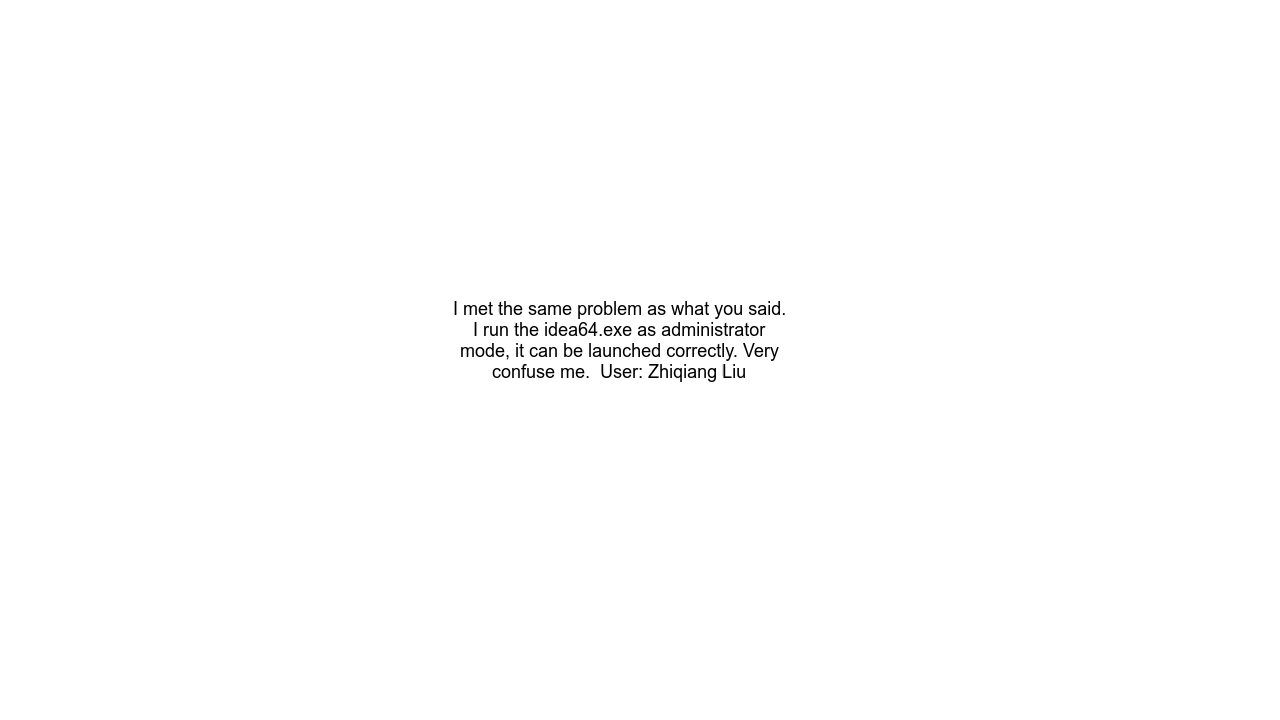 I met the same problem as what you said.
I run the idea64.exe as administrator
mode, it can be launched correctly. Very
confuse me.  User: Zhiqiang Liu